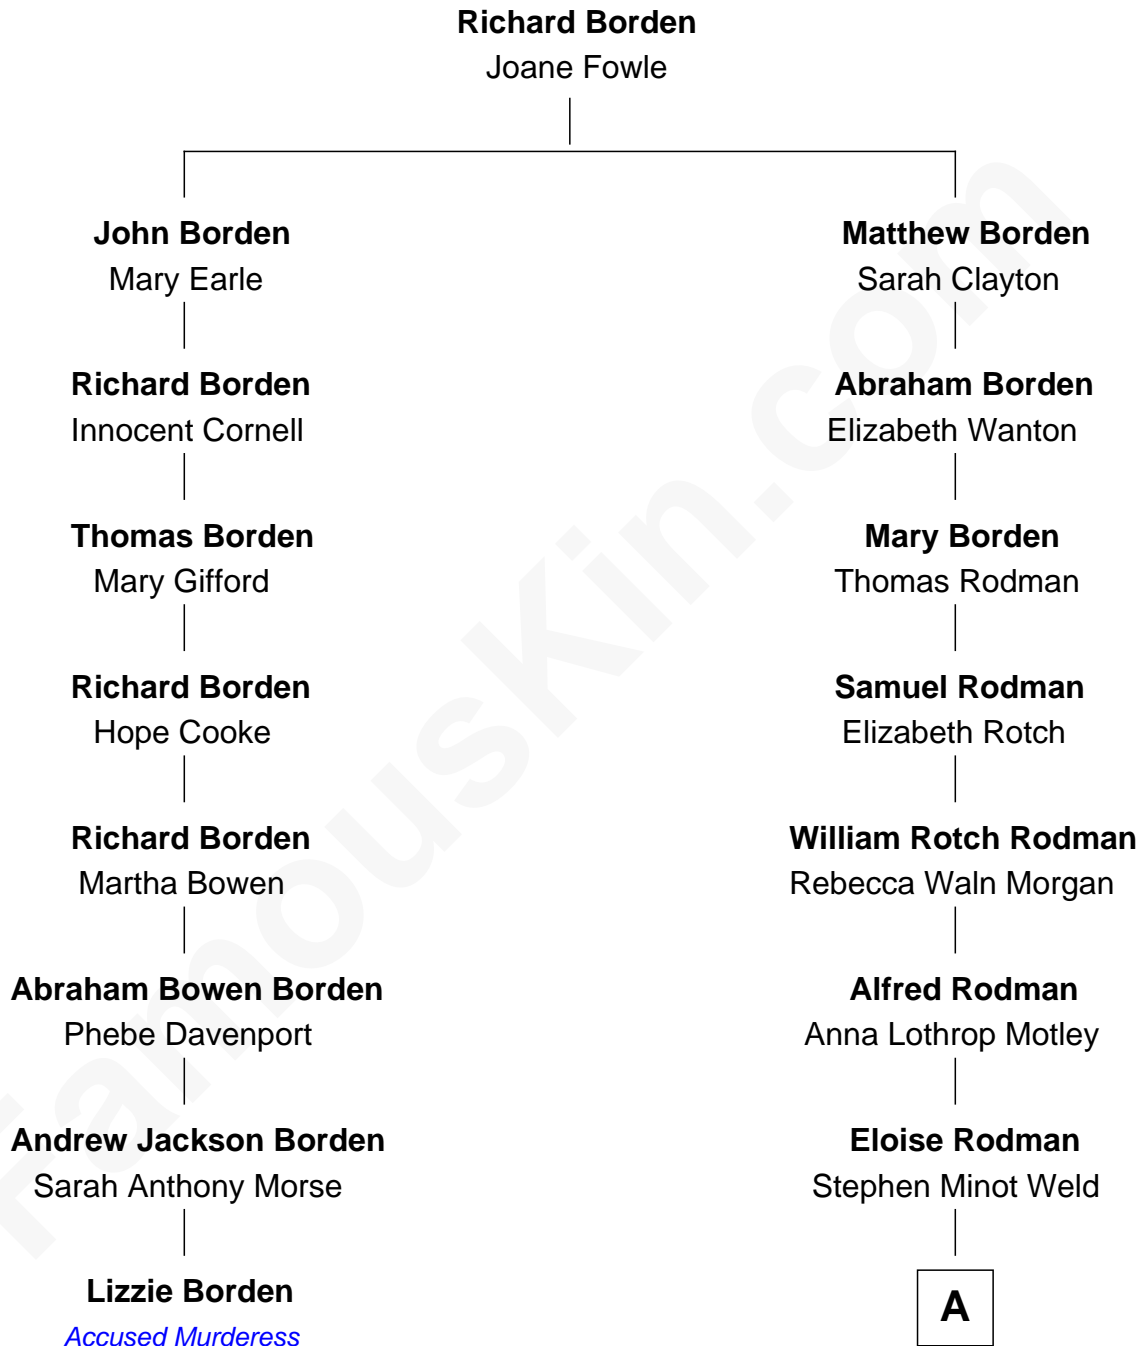 Richard Borden
Joane Fowle
John Borden
Mary Earle
Matthew Borden
Sarah Clayton
Richard Borden
Innocent Cornell
Abraham Borden
Elizabeth Wanton
Thomas Borden
Mary Gifford
Mary Borden
Thomas Rodman
Richard Borden
Hope Cooke
Samuel Rodman
Elizabeth Rotch
Richard Borden
Martha Bowen
William Rotch Rodman
Rebecca Waln Morgan
Abraham Bowen Borden
Phebe Davenport
Alfred Rodman
Anna Lothrop Motley
Andrew Jackson Borden
Sarah Anthony Morse
Eloise Rodman
Stephen Minot Weld
Lizzie Borden
Accused Murderess
A
FamousKin.com